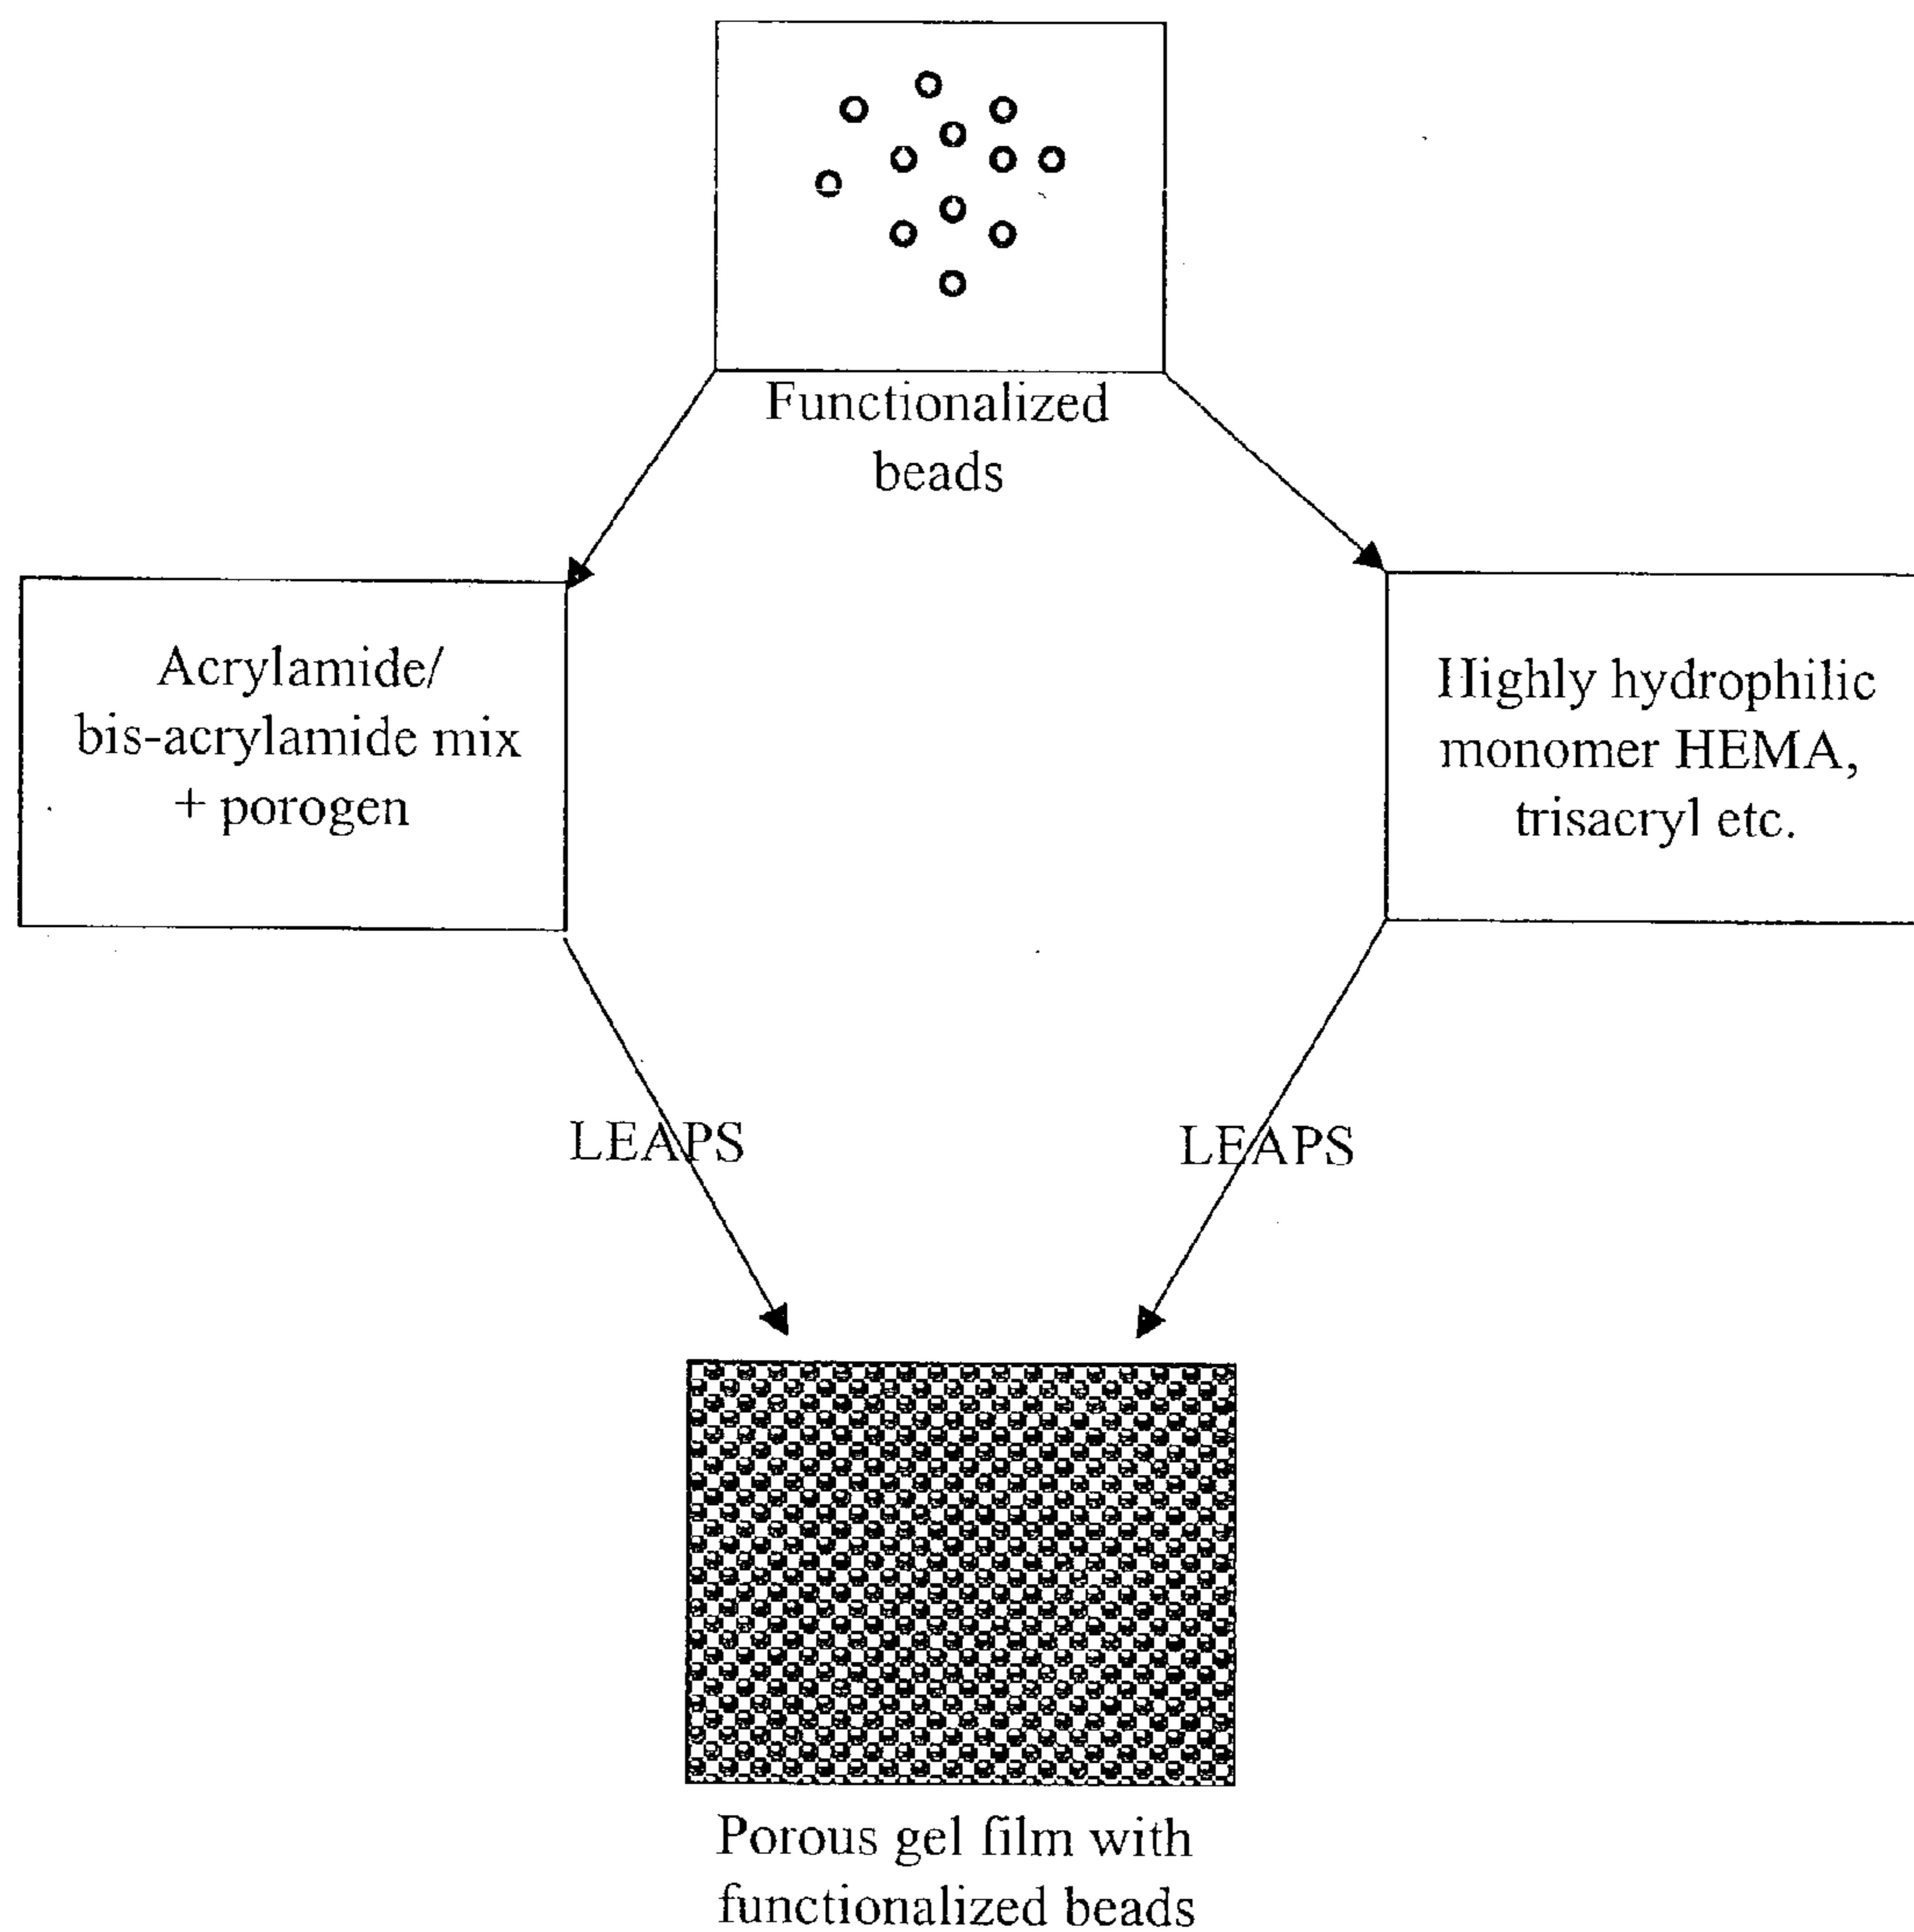 Functionalized
beads
Acrylamide/
bis-acrylamide mix
+ porogen
Highly hydrophilic
monomer HEMA,
trisacryl etc.
LEAPS
LEAPS
Porous gel film with
functionalized beads